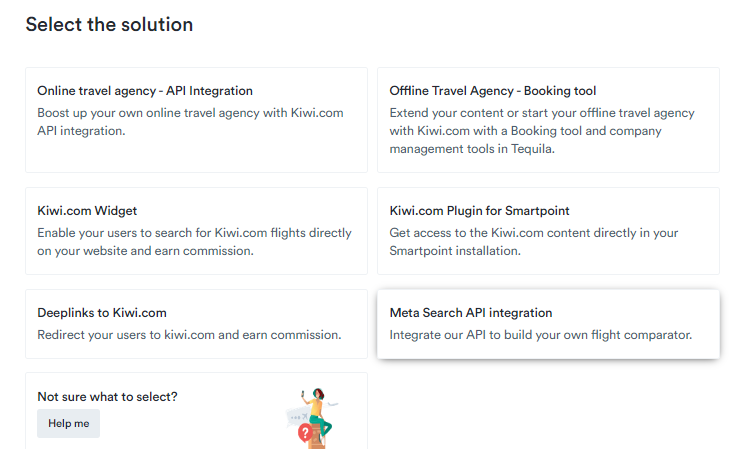 Select the solution
Online travel agency - API Integration
Boost up your own online travel agency with Kiwi.com
API integration.
Offline Travel Agency - Booking tool
Extend your content or start your offline travel agency
with Kiwi.com with a Booking tool and company
management tools in Tequila.
Kiwi.com Widget
Enable your users to search for Kiwi.com flights directly
on your website and earn commission.
Kiwi.com Plugin for Smartpoint
Get access to the Kiwi.com content directly in your
Smartpoint installation.
Deeplinks to Kiwi.com
Redirect your users to kiwi.com and earn commission.
Meta Search API integration
Integrate our API to build your own flight comparator.
Not sure what to select?
Help me
?